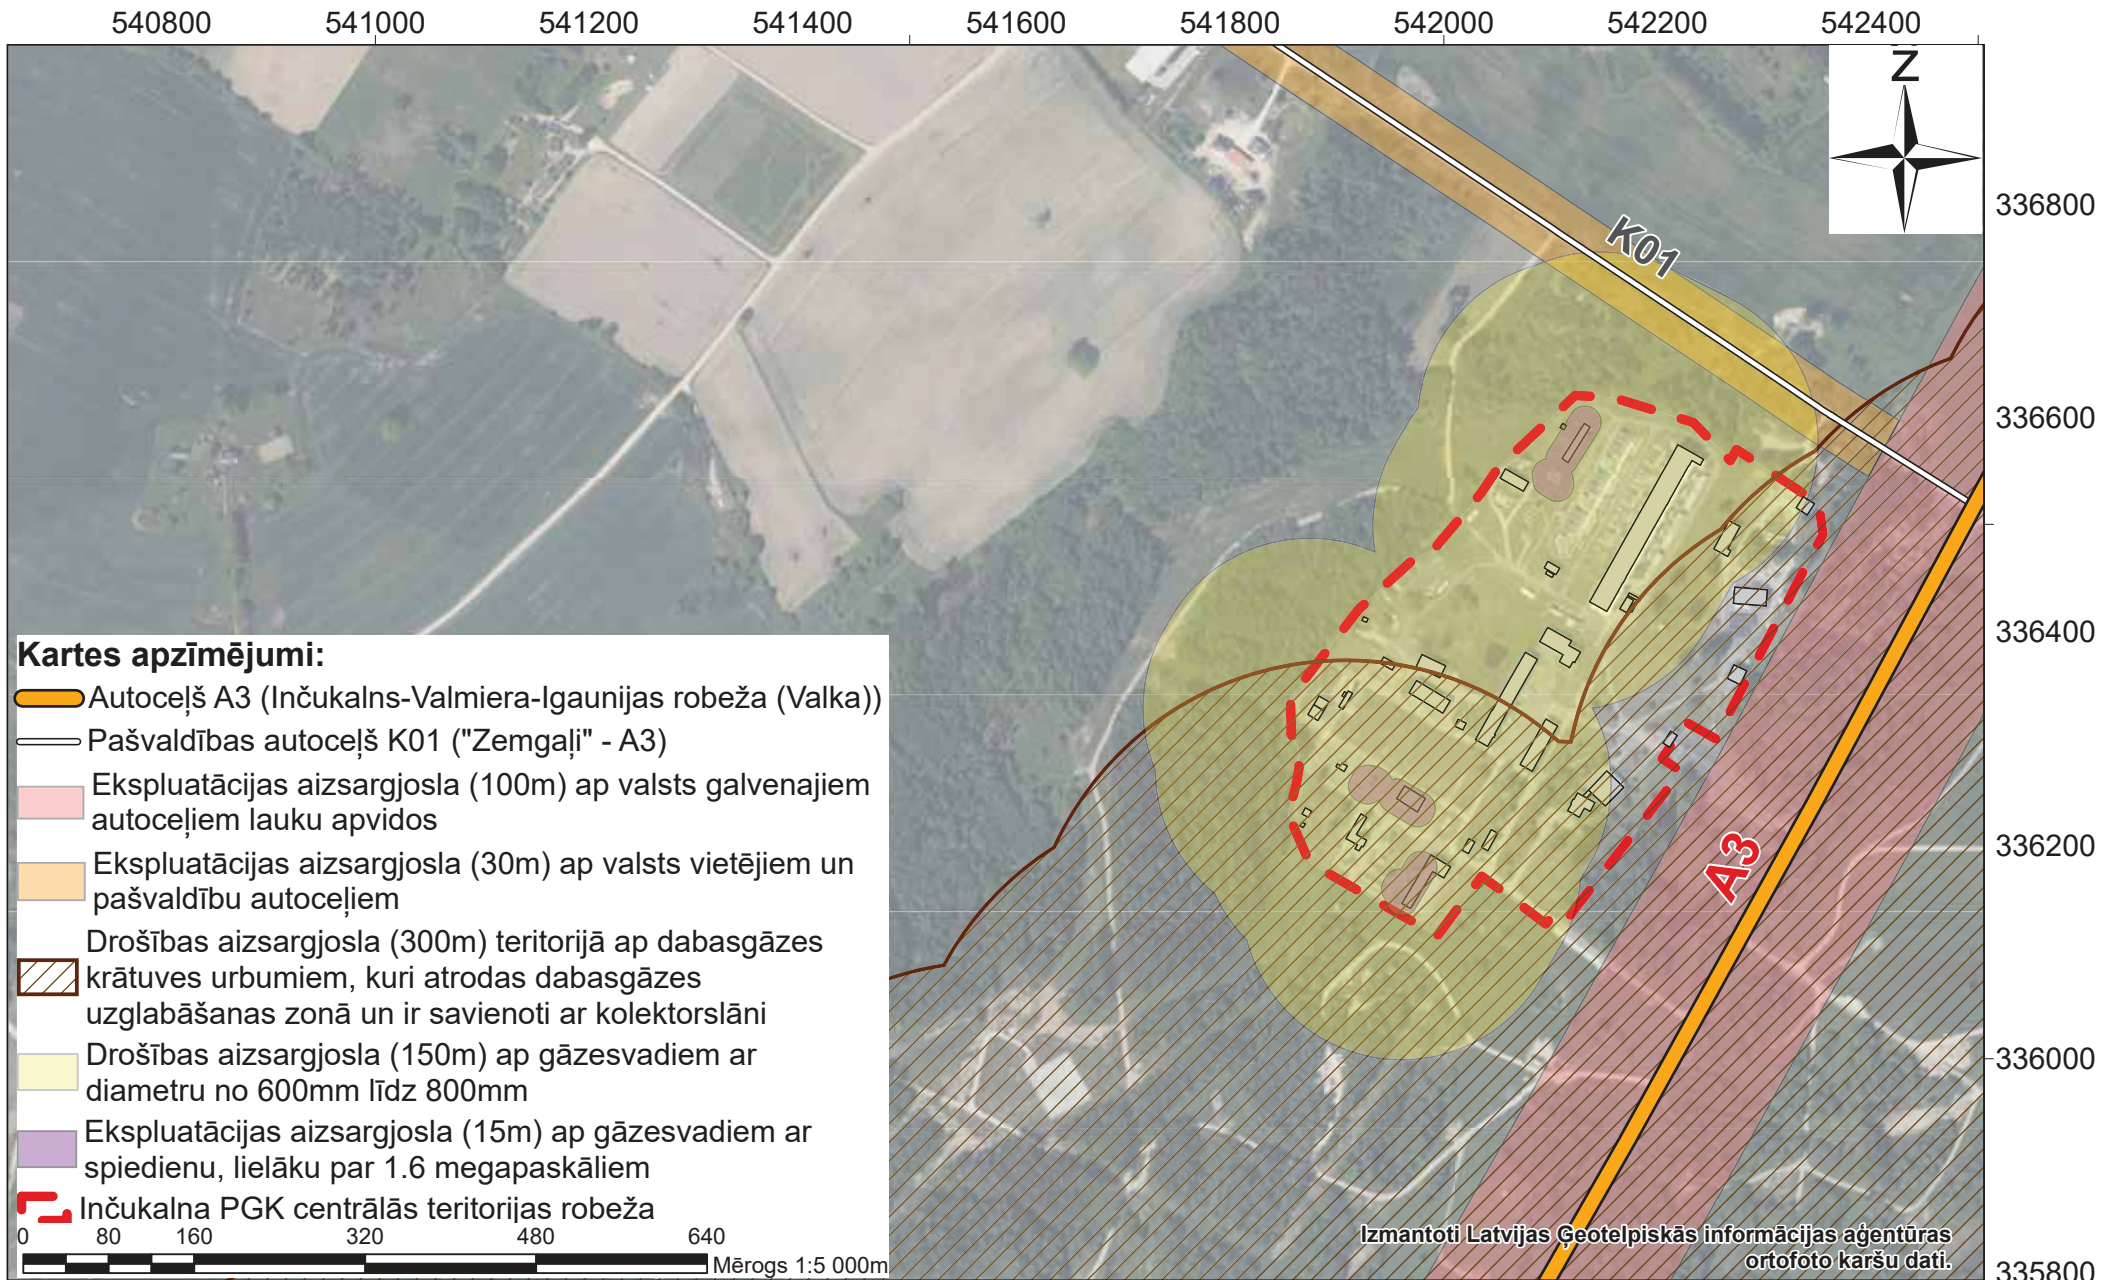 540800 541000 541200 541400 541600 541800 542000 542200 542400
Z
336800
K01
336600
336400
Kartes apzīmējumi:
Autoceļš A3 (Inčukalns-Valmiera-Igaunijas robeža (Valka))
Pašvaldības autoceļš K01 ("Zemgaļi" - A3)
Ekspluatācijas aizsargjosla (100m) ap valsts galvenajiem
autoceļiem lauku apvidos
336200
A3
Ekspluatācijas aizsargjosla (30m) ap valsts vietējiem un
pašvaldību autoceļiem
Drošības aizsargjosla (300m) teritorijā ap dabasgāzes
krātuves urbumiem, kuri atrodas dabasgāzes
uzglabāšanas zonā un ir savienoti ar kolektorslāni
336000
Drošības aizsargjosla (150m) ap gāzesvadiem ar
diametru no 600mm līdz 800mm
Ekspluatācijas aizsargjosla (15m) ap gāzesvadiem ar
spiedienu, lielāku par 1.6 megapaskāliem
Inčukalna PGK centrālās teritorijas robeža
0 80 160 320 480 640
Mērogs 1:5 000m
Izmantoti Latvijas Ģeotelpiskās informācijas aģentūras
ortofoto karšu dati.
335800